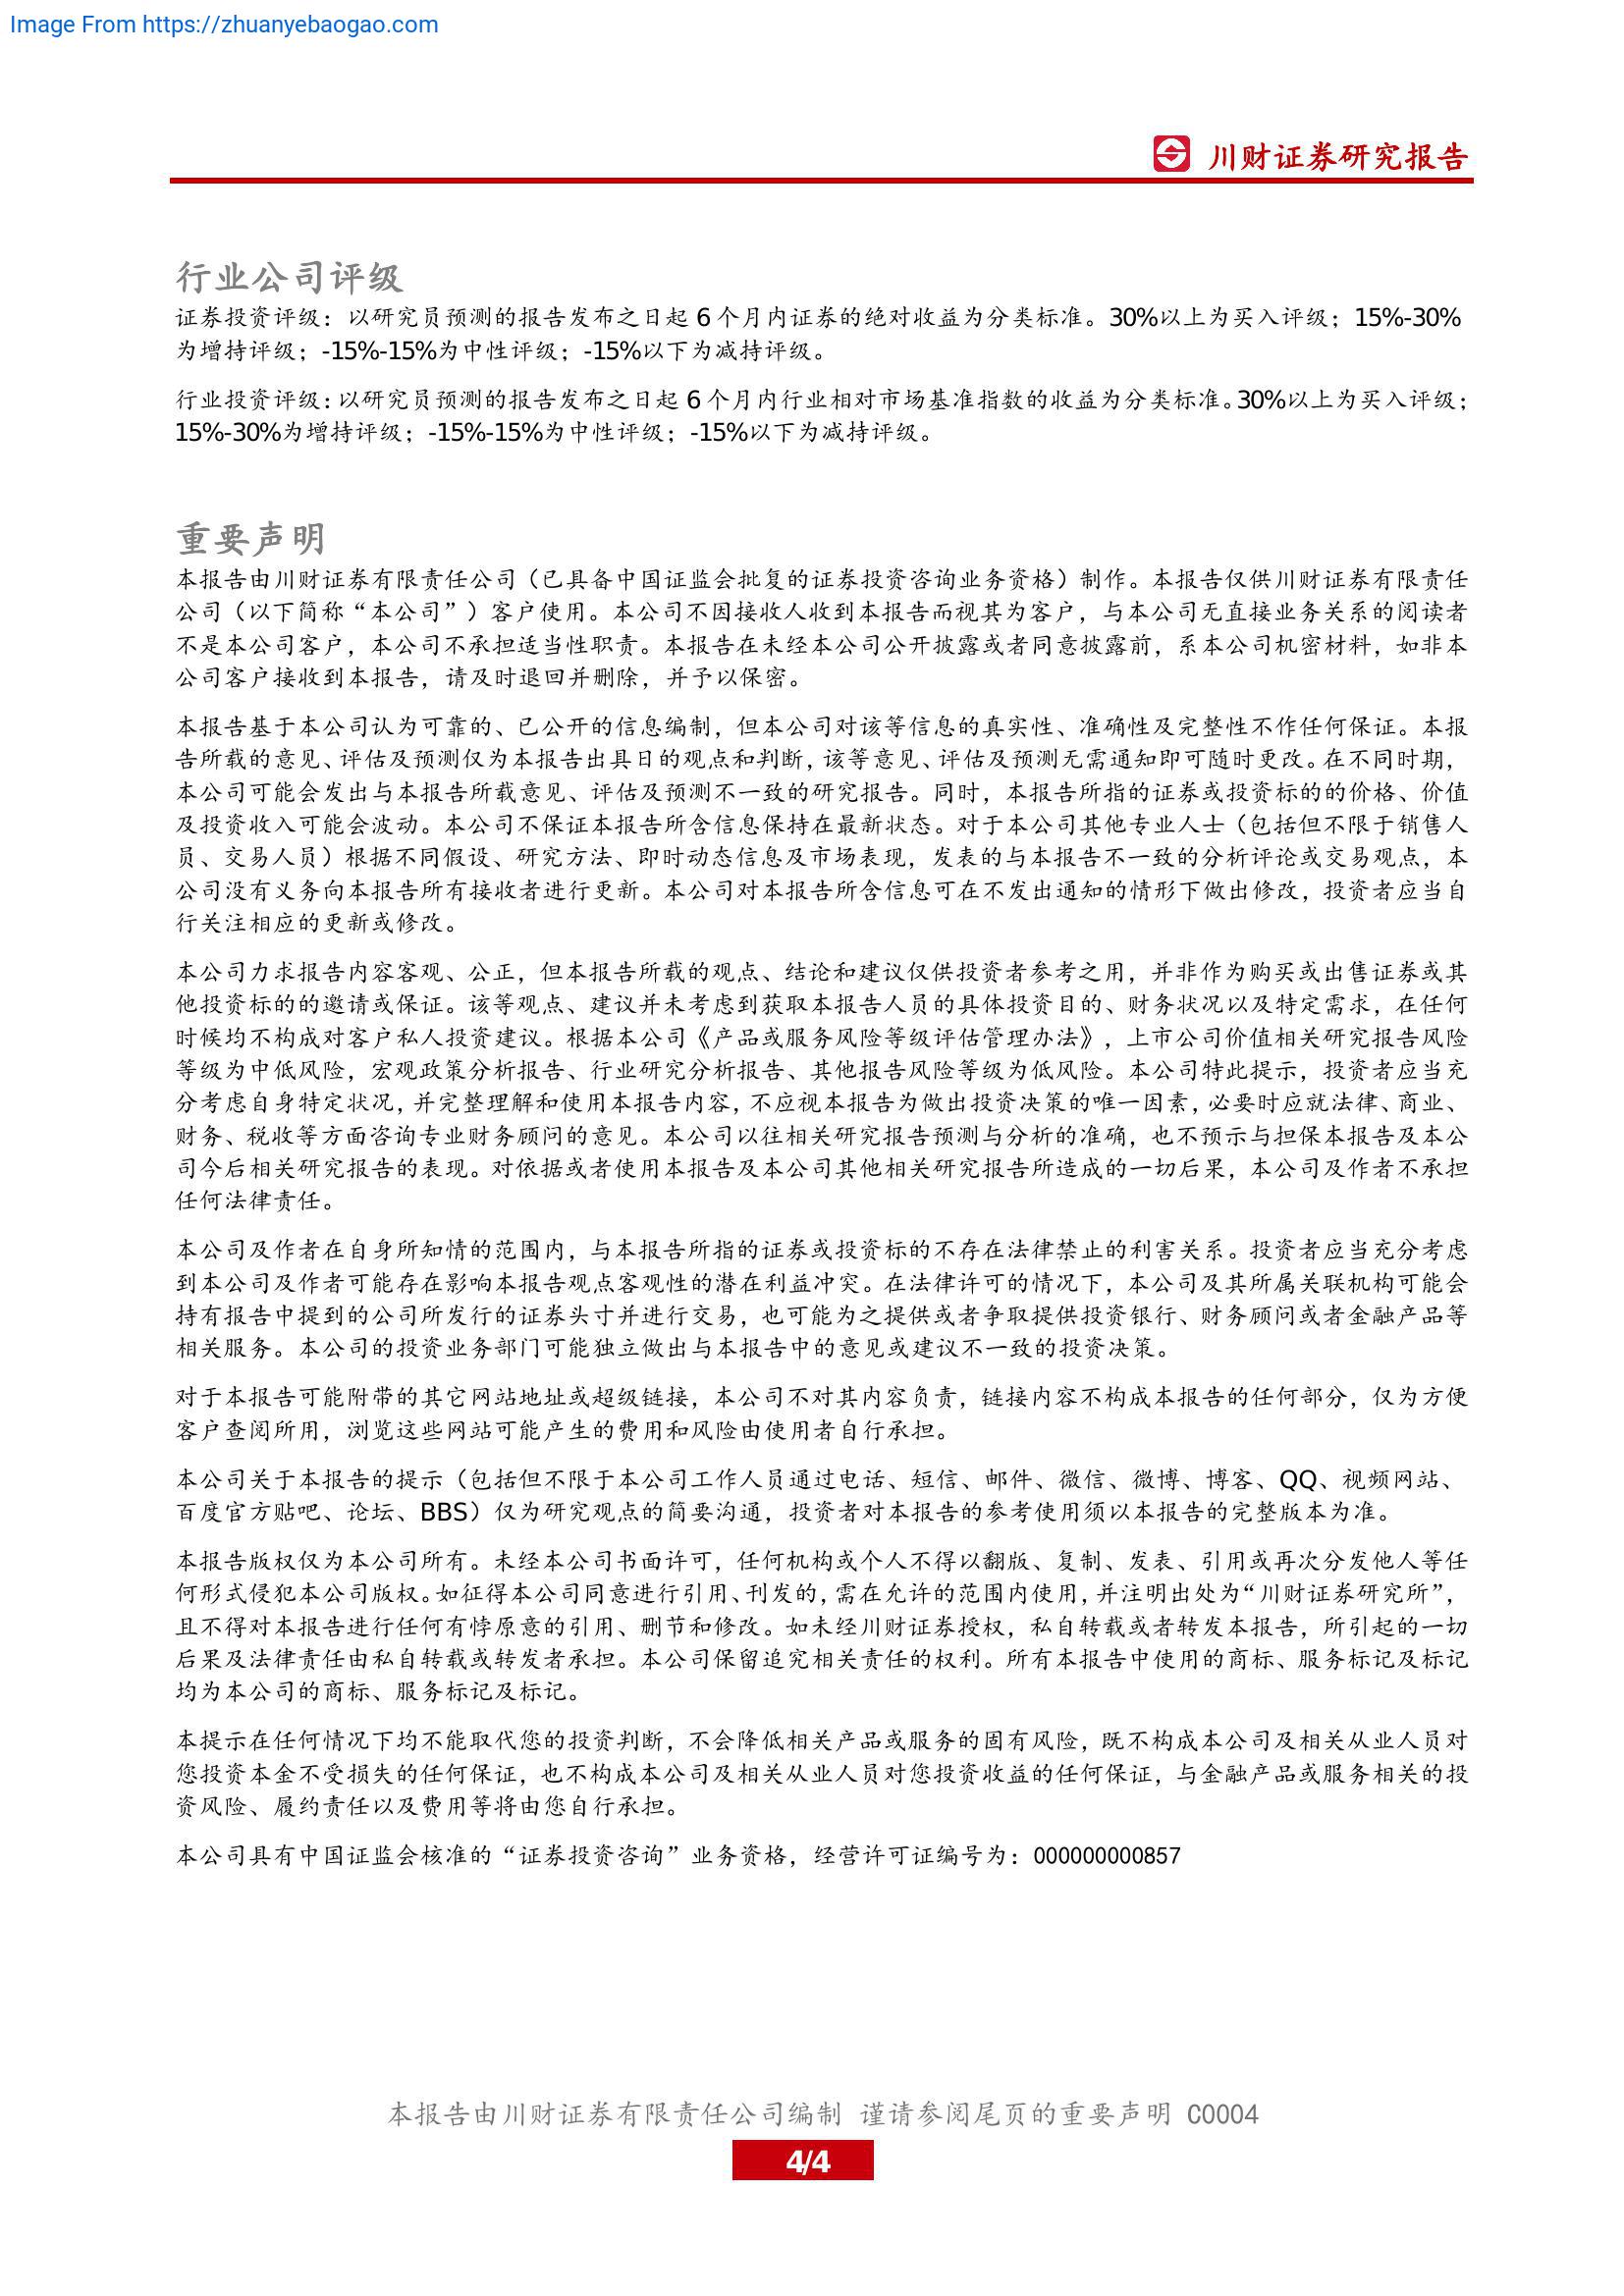 Image From https://zhuanyebaogao.com
川财证券研究报告
行业公司评级
证券投资评级：以研究员预测的报告发布之日起 6 个月内证券的绝对收益为分类标准。30%以上为买入评级；15%-30%
为增持评级；-15%-15%为中性评级；-15%以下为减持评级。
行业投资评级：以研究员预测的报告发布之日起 6 个月内行业相对市场基准指数的收益为分类标准。30%以上为买入评级；
15%-30%为增持评级；-15%-15%为中性评级；-15%以下为减持评级。
重要声明
本报告由川财证券有限责任公司（已具备中国证监会批复的证券投资咨询业务资格）制作。本报告仅供川财证券有限责任
公司（以下简称“本公司”）客户使用。本公司不因接收人收到本报告而视其为客户，与本公司无直接业务关系的阅读者
不是本公司客户，本公司不承担适当性职责。本报告在未经本公司公开披露或者同意披露前，系本公司机密材料，如非本
公司客户接收到本报告，请及时退回并删除，并予以保密。
本报告基于本公司认为可靠的、已公开的信息编制，但本公司对该等信息的真实性、准确性及完整性不作任何保证。本报
告所载的意见、评估及预测仅为本报告出具日的观点和判断，该等意见、评估及预测无需通知即可随时更改。在不同时期，
本公司可能会发出与本报告所载意见、评估及预测不一致的研究报告。同时，本报告所指的证券或投资标的的价格、价值
及投资收入可能会波动。本公司不保证本报告所含信息保持在最新状态。对于本公司其他专业人士（包括但不限于销售人
员、交易人员）根据不同假设、研究方法、即时动态信息及市场表现，发表的与本报告不一致的分析评论或交易观点，本
公司没有义务向本报告所有接收者进行更新。本公司对本报告所含信息可在不发出通知的情形下做出修改，投资者应当自
行关注相应的更新或修改。
本公司力求报告内容客观、公正，但本报告所载的观点、结论和建议仅供投资者参考之用，并非作为购买或出售证券或其
他投资标的的邀请或保证。该等观点、建议并未考虑到获取本报告人员的具体投资目的、财务状况以及特定需求，在任何
时候均不构成对客户私人投资建议。根据本公司《产品或服务风险等级评估管理办法》，上市公司价值相关研究报告风险
等级为中低风险，宏观政策分析报告、行业研究分析报告、其他报告风险等级为低风险。本公司特此提示，投资者应当充
分考虑自身特定状况，并完整理解和使用本报告内容，不应视本报告为做出投资决策的唯一因素，必要时应就法律、商业、
财务、税收等方面咨询专业财务顾问的意见。本公司以往相关研究报告预测与分析的准确，也不预示与担保本报告及本公
司今后相关研究报告的表现。对依据或者使用本报告及本公司其他相关研究报告所造成的一切后果，本公司及作者不承担
任何法律责任。
本公司及作者在自身所知情的范围内，与本报告所指的证券或投资标的不存在法律禁止的利害关系。投资者应当充分考虑
到本公司及作者可能存在影响本报告观点客观性的潜在利益冲突。在法律许可的情况下，本公司及其所属关联机构可能会
持有报告中提到的公司所发行的证券头寸并进行交易，也可能为之提供或者争取提供投资银行、财务顾问或者金融产品等
相关服务。本公司的投资业务部门可能独立做出与本报告中的意见或建议不一致的投资决策。
对于本报告可能附带的其它网站地址或超级链接，本公司不对其内容负责，链接内容不构成本报告的任何部分，仅为方便
客户查阅所用，浏览这些网站可能产生的费用和风险由使用者自行承担。
本公司关于本报告的提示（包括但不限于本公司工作人员通过电话、短信、邮件、微信、微博、博客、QQ、视频网站、
百度官方贴吧、论坛、BBS）仅为研究观点的简要沟通，投资者对本报告的参考使用须以本报告的完整版本为准。
本报告版权仅为本公司所有。未经本公司书面许可，任何机构或个人不得以翻版、复制、发表、引用或再次分发他人等任
何形式侵犯本公司版权。如征得本公司同意进行引用、刊发的，需在允许的范围内使用，并注明出处为“川财证券研究所”，
且不得对本报告进行任何有悖原意的引用、删节和修改。如未经川财证券授权，私自转载或者转发本报告，所引起的一切
后果及法律责任由私自转载或转发者承担。本公司保留追究相关责任的权利。所有本报告中使用的商标、服务标记及标记
均为本公司的商标、服务标记及标记。
本提示在任何情况下均不能取代您的投资判断，不会降低相关产品或服务的固有风险，既不构成本公司及相关从业人员对
您投资本金不受损失的任何保证，也不构成本公司及相关从业人员对您投资收益的任何保证，与金融产品或服务相关的投
资风险、履约责任以及费用等将由您自行承担。
本公司具有中国证监会核准的“证券投资咨询”业务资格，经营许可证编号为：000000000857
本报告由川财证券有限责任公司编制 谨请参阅尾页的重要声明 C0004
4/4